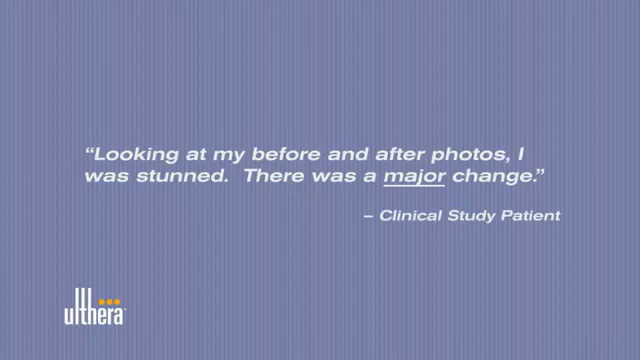 “Looking at my before and after photos, I
was stunned.  There was a major change.”
– Clinical Study Patient
ulthera